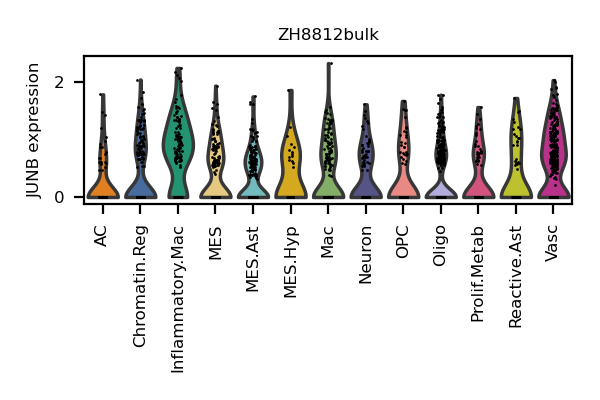 ZH8812bulk
JUNB expression
2
0
AC
Chromatin.Reg
Inflammatory.Mac
MES
MES.Ast
MES.Hyp
Mac
Neuron
OPC
Oligo
Prolif.Metab
Reactive.Ast
Vasc